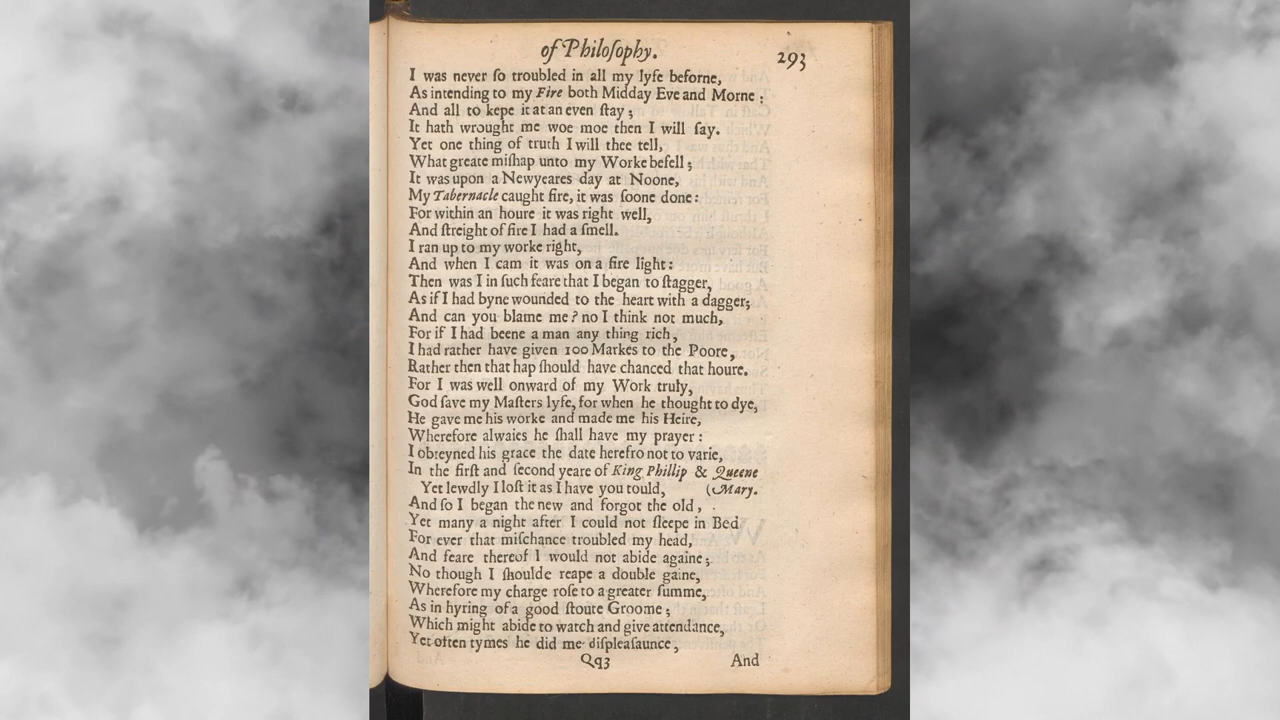 of Philoſophy.
293
I was never ſo troubled in all my lyfe beforne,
As intending to my Fire both Midday Eve and Morne :
And all to kepe it at an even ſtay ;
It hath wrought me woe moe then I will ſay.
Yet one thing of truth I will thee tell,
What greate miſhap unto my Worke befell ;
It was upon a Newyeares day at Noone,
My Tabernacle caught fire, it was ſoone done :
For within an houre it was right well,
And ſtreight of fire I had a ſmell.
I ran up to my worke right,
And when I cam it was on a fire light :
Then was I in ſuch feare that I began to ſtagger,
As if I had byne wounded to the heart with a dagger;
And can you blame me ? no I think not much,
For if I had beene a man any thing rich,
I had rather have given 100 Markes to the Poore,
Rather then that hap ſhould have chanced that houre.
For I was well onward of my Work truly,
God ſave my Maſters lyfe, for when he thought to dye,
He gave me his worke and made me his Heire,
Wherefore alwaies he ſhall have my prayer :
I obteyned his grace the date herefro not to varie,
In the firſt and ſecond yeare of King Phillip & Queene
Yet lewdly I loſt it as I have you tould, (Mary.
And ſo I began the new and forgot the old ,
Yet many a night after I could not ſleepe in Bed
For ever that miſchance troubled my head,
And feare thereof I would not abide againe ;
No though I ſhoulde reape a double gaine,
Wherefore my charge roſe to a greater ſumme,
As in hyring of a good ſtoute Groome ;
Which might abide to watch and give attendance,
Yet often tymes he did me diſpleaſaunce ,
Qq3
And